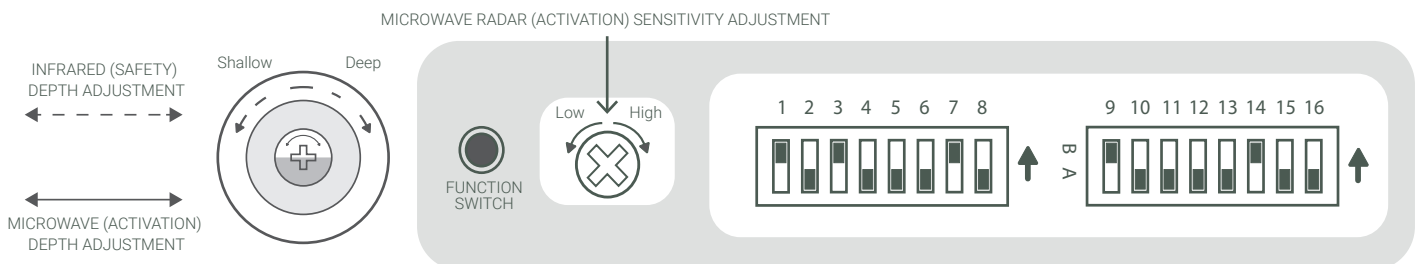 MICROWAVE RADAR (ACTIVATION) SENSITIVITY ADJUSTMENT
INFRARED (SAFETY)
DEPTH ADJUSTMENT
Shallow
Deep
MICROWAVE (ACTIVATION)
DEPTH ADJUSTMENT
FUNCTION
SWITCH
Low
High
1 2 3 4 5 6 7 8
B
A
9 10 11 12 13 14 15 16